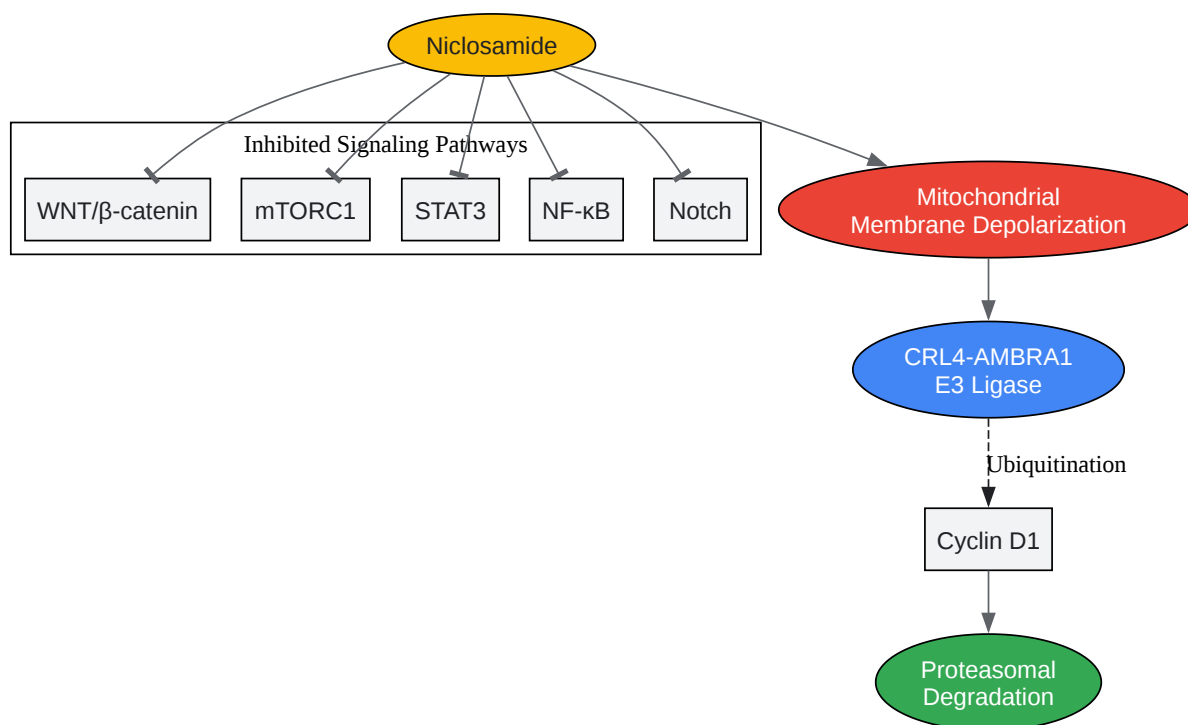 Niclosamide
Inhibited Signaling Pathways
WNT/β-catenin
mTORC1
STAT3
NF-κB
Notch
Mitochondrial
Membrane Depolarization
CRL4-AMBRA1
E3 Ligase
Ubiquitination
Cyclin D1
Proteasomal
Degradation